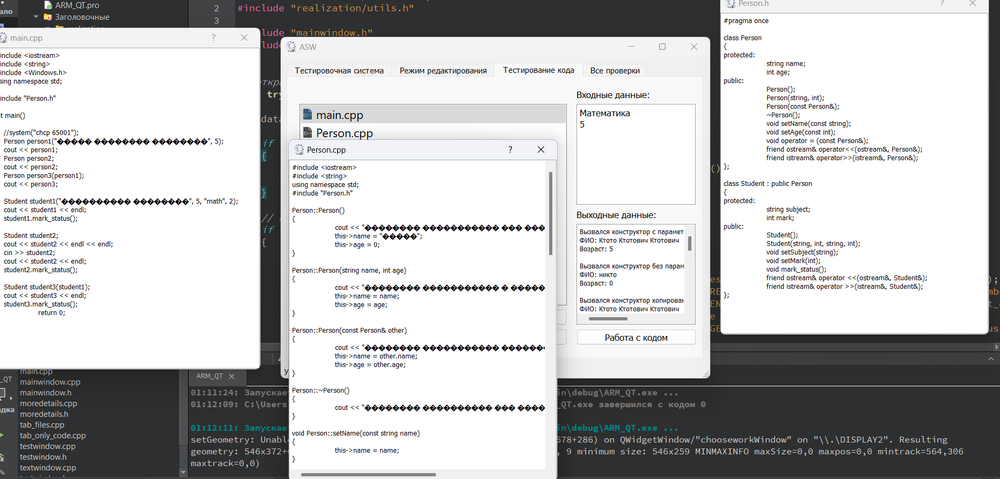 ARM_QT.pro
Заголовочные
ало
2
3
#include "realization/utils.h"
lude "mainwindow.h"
try
data
if
{
}
if
{
main.cpp
?
include <iostream>
include <string>
include <Windows.h>
sing namespace std;
include "Person.h"
t main()
//system("chcp 65001");
Person person1("����� �������� ��������", 5);
cout << person1;
Person person2;
cout << person2;
Person person3(person1);
cout << person3;
Student student1("���������� ��������", 5, "math", 2);
cout << student1 << endl;
student1.mark_status();
Student student2;
cout << student2 << endl << endl;
cin >> student2;
cout << student2 << endl;
student2.mark_status();
Student student3(student1);
cout << student3 << endl;
student3.mark_status();
return 0;
ASW
Тестировочная система
Режим редактирования
Тестирование кода
Все проверки
main.cpp
Person.cpp
Входные данные:
Математика
5
Выходные данные:
Вызвался конструктор с парамет
ФИО: Ктото Ктотович Ктотович
Возраст: 5
Вызвался конструктор без парам
ФИО: никто
Возраст: 0
Вызвался конструктор копирован
ФИО: Ктото Ктотович Ктотович
Работа с кодом
Person.cpp
?
#include <iostream>
#include <string>
using namespace std;
#include "Person.h"
Person::Person()
{
cout << "�������� ����������� ��� ���
this->name = "�����";
this->age = 0;
}
Person::Person(string name, int age)
{
cout << "�������� ����������� � �����
this->name = name;
this->age = age;
}
Person::Person(const Person& other)
{
cout << "�������� ����������� �������
this->name = other.name;
this->age = other.age;
}
Person::~Person()
{
cout << "�������� ���������� ��� ����
}
void Person::setName(const string name)
{
this->name = name;
}
Person.h
?
#pragma once
class Person
{
protected:
string name;
int age;
public:
Person();
Person(string, int);
Person(const Person&);
~Person();
void setName(const string);
void setAge(const int);
void operator = (const Person&);
friend ostream& operator<<(ostream&, Person&);
friend istream& operator>>(istream&, Person&);
};
class Student : public Person
{
protected:
string subject;
int mark;
public:
Student();
Student(string, int, string, int);
void setSubject(string);
void setMark(int);
void mark_status();
friend ostream& operator <<(ostream&, Student&);
friend istream& operator >>(istream&, Student&);
};
main.cpp
mainwindow.cpp
mainwindow.h
moredetails.cpp
moredetails.h
tab_files.cpp
tab_only_code.cpp
testwindow.cpp
testwindow.h
textwindow.cpp
_QT
дка
ARM_QT
01:11:24: Запускает in\debug\ARM_QT.exe ...
01:12:09: C:\Users\ _QT.exe завершился с кодом 0
01:12:11: Запускает in\debug\ARM_QT.exe ...
setGeometry: Unabl 678+286) on QWidgetWindow/"chooseworkWindow" on "\\.\DISPLAY2". Resulting
geometry: 546x372+ , 9 minimum size: 546x259 MINMAXINFO maxSize=0,0 maxpos=0,0 mintrack=564,306
maxtrack=0,0)